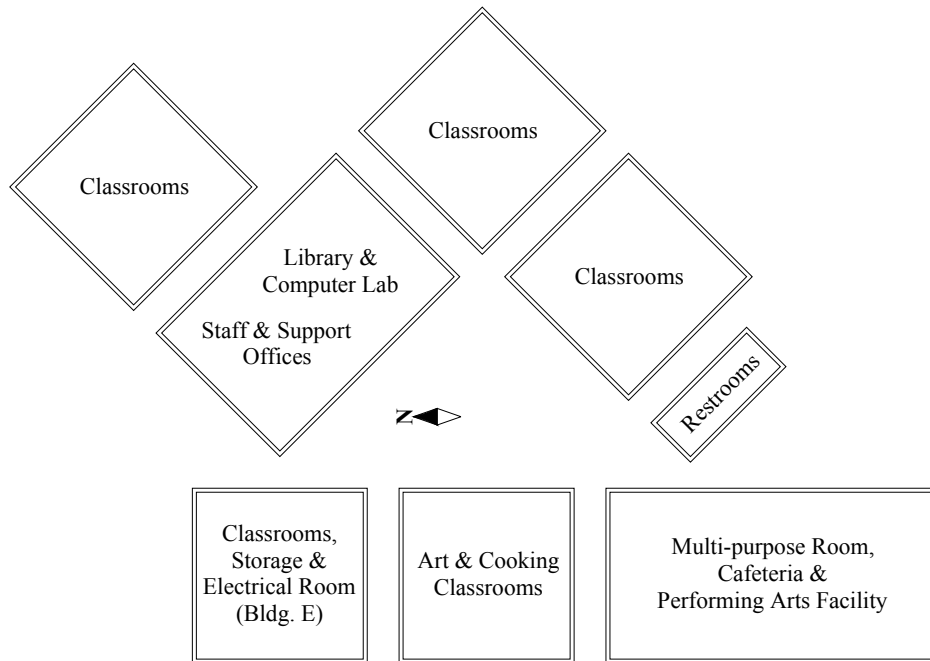 Classrooms
Classrooms
Library &
Computer Lab
Staff & Support
Offices
Classrooms
Restrooms
N
Classrooms,
Storage &
Electrical Room
(Bldg. E)
Art & Cooking
Classrooms
Multi-purpose Room,
Cafeteria &
Performing Arts Facility